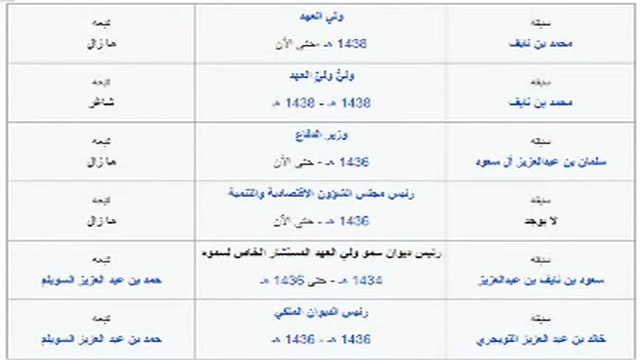 سبقه ولي العهد تبعه
محمد بن نايف 1438 هـ -حتى الآن ما زال
سبقه وليُّ وليِّ العهد تبعه
محمد بن نايف 1438 هـ - 1438 هـ شاغر
سبقه وزير الدفاع تبعه
سلمان بن عبدالعزيز آل سعود 1436 هـ - حتى الآن ما زال
سبقه رئيس مجلس الشؤون الاقتصادية والتنمية تبعه
لا يوجد 1436 هـ - حتى الآن ما زال
سبقه رئيس ديوان سمو ولي العهد المستشار الخاص لسموه تبعه
سعود بن نايف بن عبدالعزيز 1434 هـ - حتى 1436 هـ حمد بن عبد العزيز السويلم
سبقه رئيس الديوان الملكي تبعه
خالد بن عبد العزيز التويجري 1436 هـ - 1436 هـ حمد بن عبد العزيز السويلم